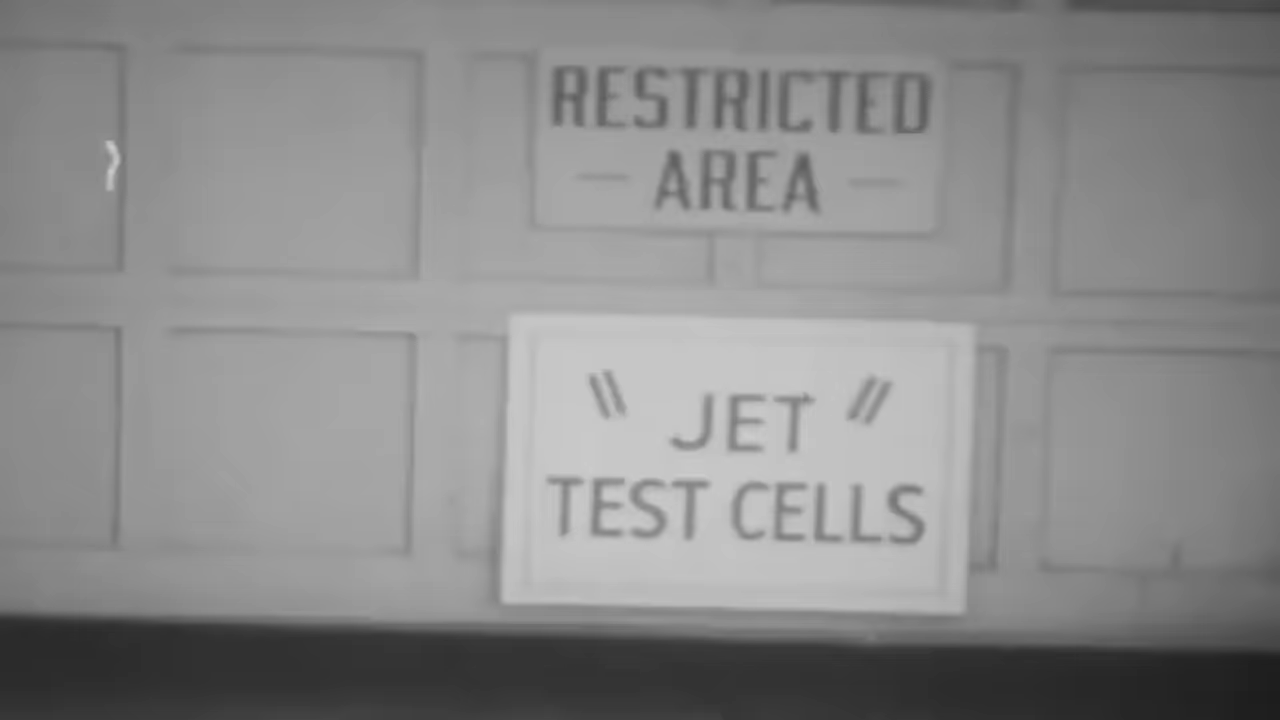 RESTRICTED
— AREA —
" JET "
TEST CELLS